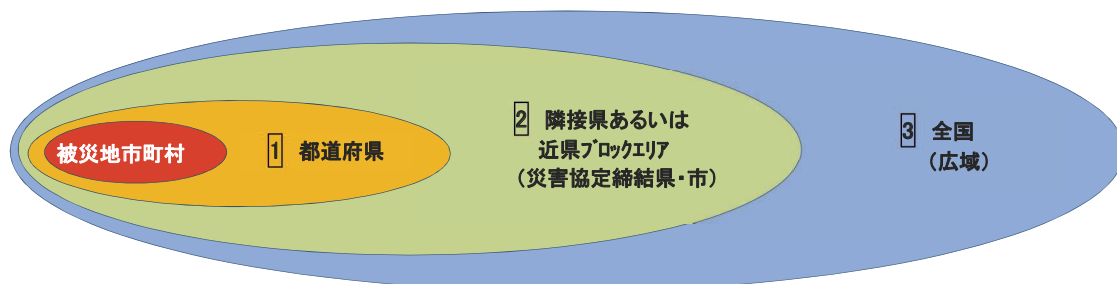 被災地市町村
1 都道府県
2 隣接県あるいは
近県ブロックエリア
(災害協定締結県・市)
3 全国
(広域)